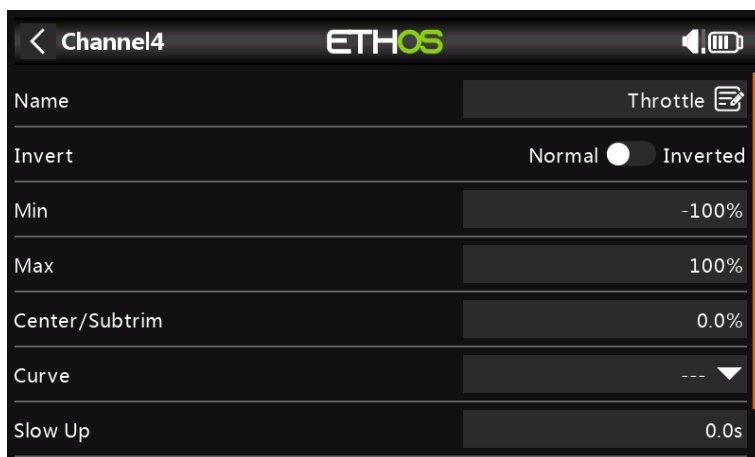 Channel4 ETHOS
Name Throttle
Invert Normal Inverted
Min -100%
Max 100%
Center/Subtrim 0.0%
Curve ---
Slow Up 0.0s